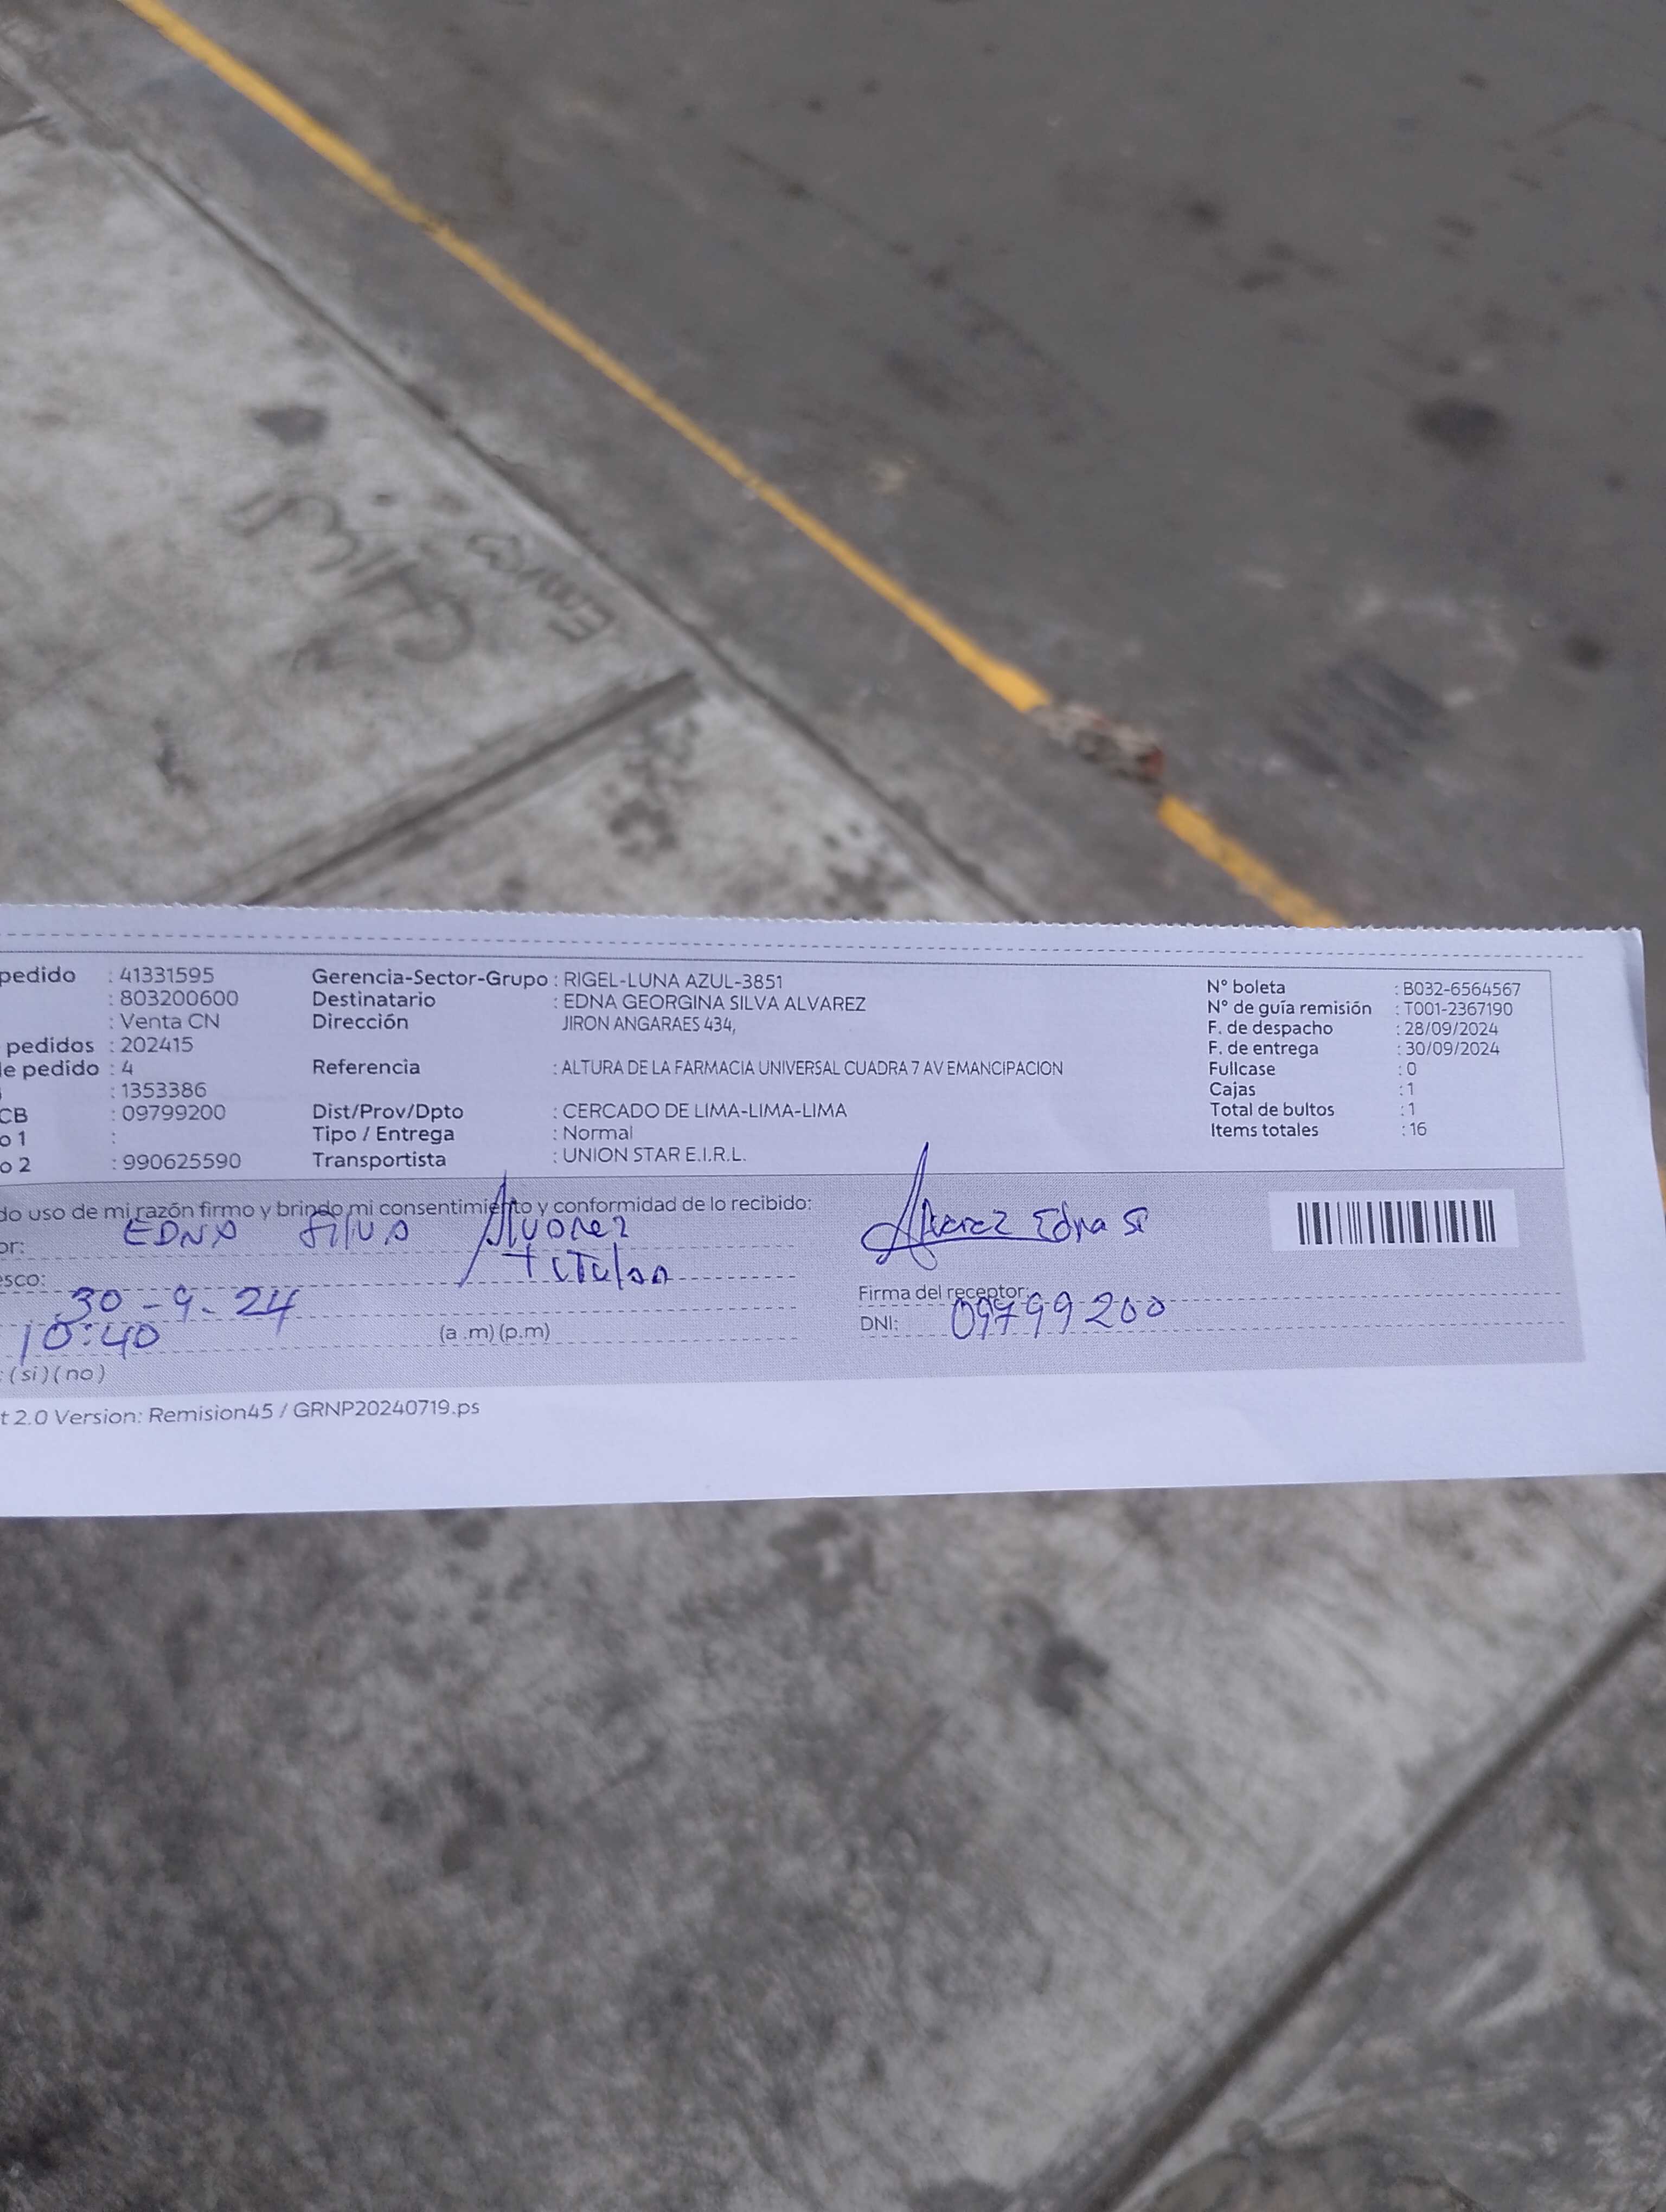 pedido : 41331595 Gerencia-Sector-Grupo : RIGEL-LUNA AZUL-3851 N° boleta : B032-6564567
: 803200600 Destinatario : EDNA GEORGINA SILVA ALVAREZ N° de guía remisión : T001-2367190
: Venta CN Dirección JIRON ANGARAES 434, F. de despacho : 28/09/2024
pedidos : 202415 F. de entrega : 30/09/2024
e pedido : 4 Referencia : ALTURA DE LA FARMACIA UNIVERSAL CUADRA 7 AV EMANCIPACION Fullcase : 0
: 1353386 Cajas : 1
CB : 09799200 Dist/Prov/Dpto : CERCADO DE LIMA-LIMA-LIMA Total de bultos : 1
o 1 : Tipo / Entrega : Normal Items totales : 16
o 2 : 990625590 Transportista : UNION STAR E.I.R.L.
do uso de mi razón firmo y brindo mi consentimiento y conformidad de lo recibido:
or: EDNA SILVA Alvarez Alvarez Edna Si
esco: titular
30-9-24 Firma del receptor:
10:40 (a .m) (p.m) DNI: 09799200
: (si) (no)
t 2.0 Version: Remision45 / GRNP20240719.ps